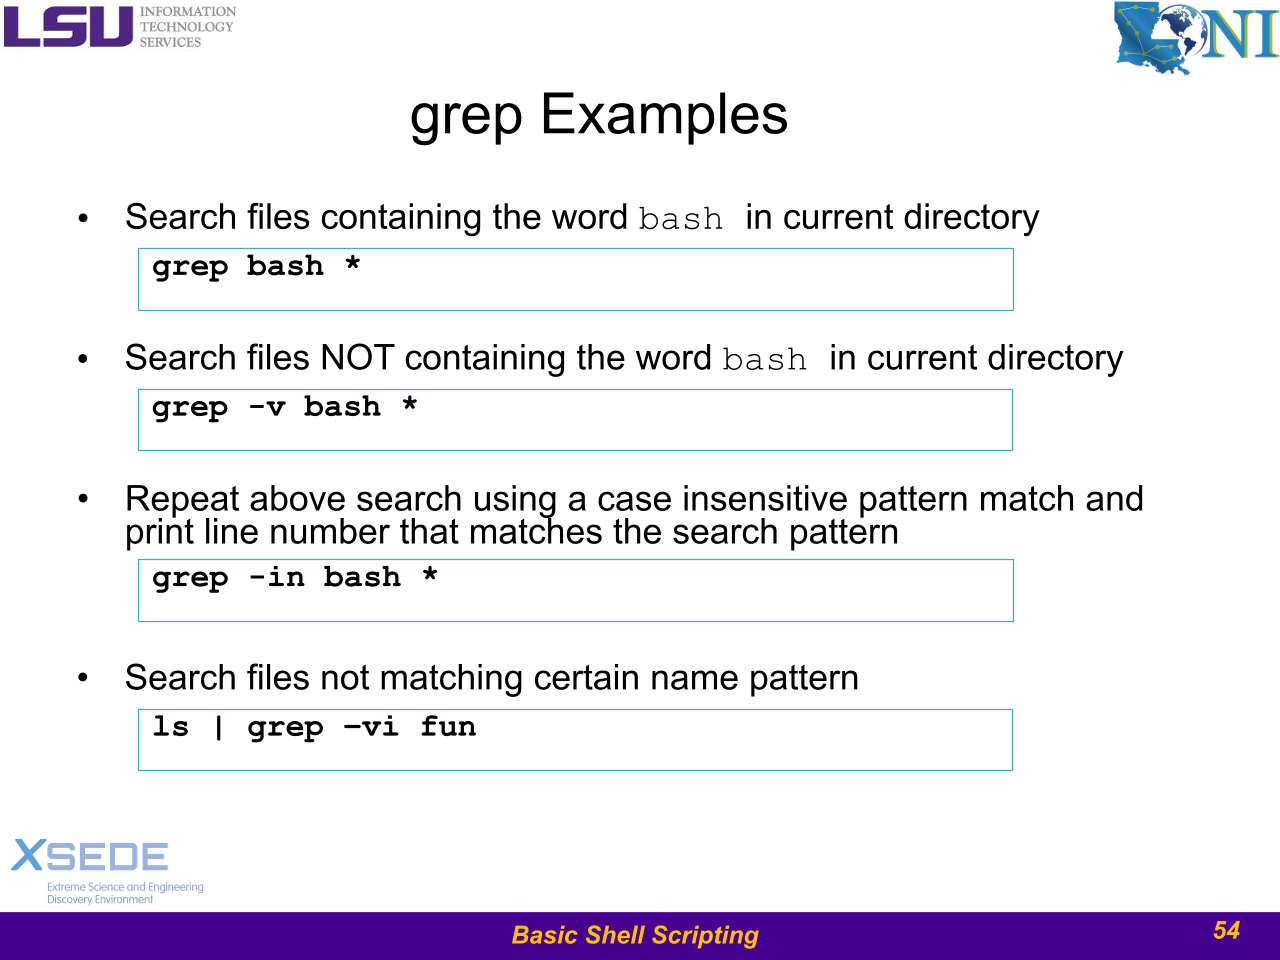 LSU INFORMATION
TECHNOLOGY
SERVICES
LONI
grep Examples
• Search files containing the word bash in current directory
grep bash *
• Search files NOT containing the word bash in current directory
grep -v bash *
• Repeat above search using a case insensitive pattern match and
print line number that matches the search pattern
grep -in bash *
• Search files not matching certain name pattern
ls | grep –vi fun
XSEDE
Extreme Science and Engineering
Discovery Environment
Basic Shell Scripting
54